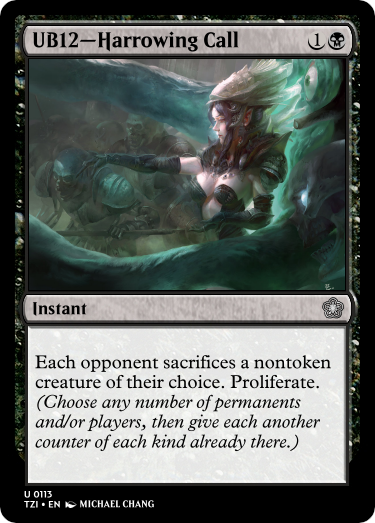 UB12—Harrowing Call 1
Instant
Each opponent sacrifices a nontoken
creature of their choice. Proliferate.
(Choose any number of permanents
and/or players, then give each another
counter of each kind already there.)
U 0113
TZI • EN MICHAEL CHANG